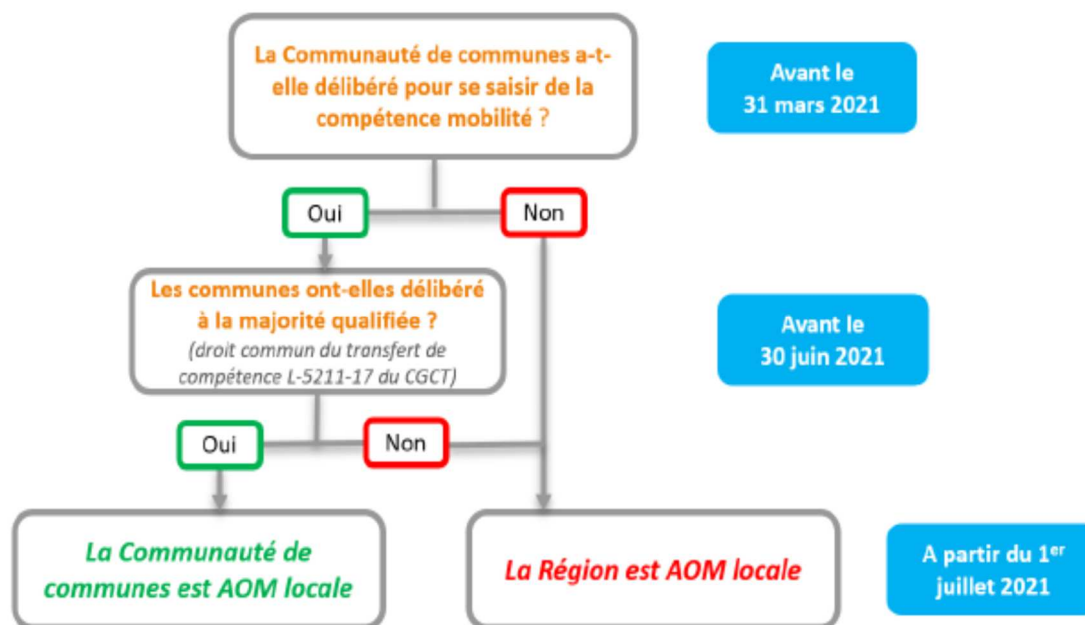 La Communauté de communes a-t-
elle délibéré pour se saisir de la
compétence mobilité ?
Avant le
31 mars 2021
Oui
Non
Les communes ont-elles délibéré
à la majorité qualifiée ?
(droit commun du transfert de
compétence L-5211-17 du CGCT)
Avant le
30 juin 2021
Oui
Non
La Communauté de
communes est AOM locale
La Région est AOM locale
A partir du 1er
juillet 2021